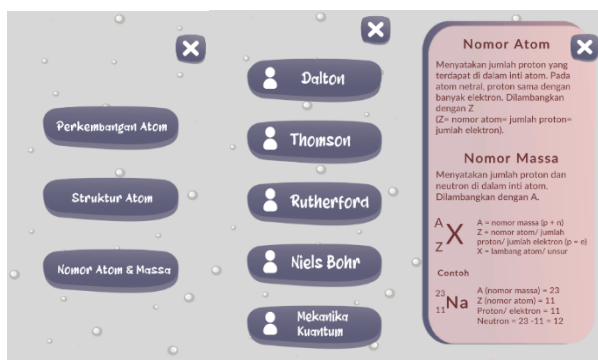 Perkembangan Atom
Struktur Atom
Nomor Atom & Massa
Dalton
Thomson
Rutherford
Niels Bohr
Mekanika
Kuantum
Nomor Atom
Menyatakan jumlah proton yang
terdapat di dalam inti atom. Pada
atom netral, proton sama dengan
banyak elektron. Dilambangkan
dengan Z
(Z= nomor atom= jumlah proton=
jumlah elektron).
Nomor Massa
Menyatakan jumlah proton dan
neutron di dalam inti atom.
Dilambangkan dengan A.
A
Z
X
A = nomor massa (p + n)
Z = nomor atom/ jumlah
proton/ jumlah elektron (p = e)
X = lambang atom/ unsur
Contoh
23
11
Na
A (nomor massa) = 23
Z (nomor atom) = 11
Proton/ elektron = 11
Neutron = 23 -11 = 12